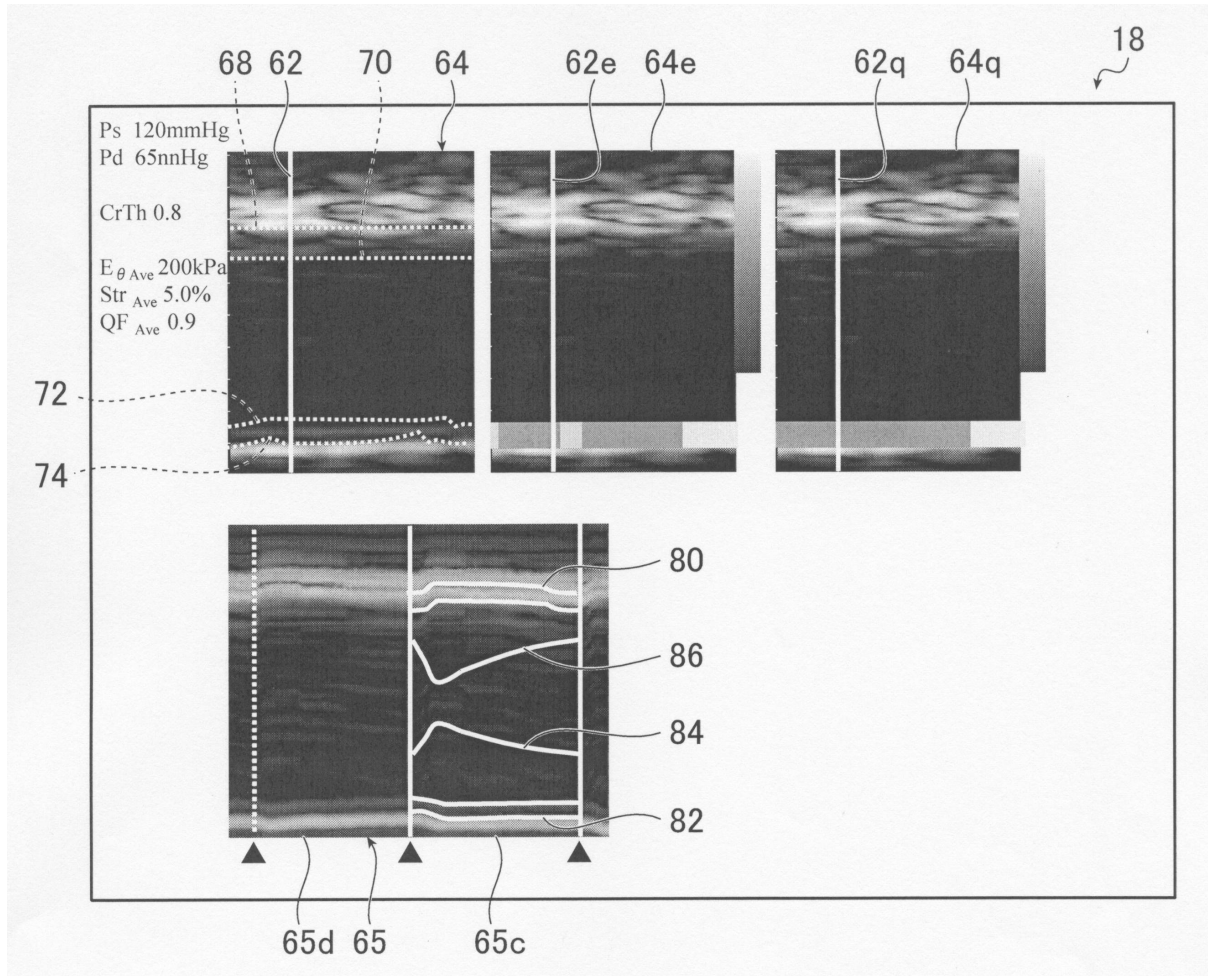 18
68 62 70 64 62e 64e 62q 64q
Ps 120mmHg
Pd 65nnHg
CrTh 0.8
E θ Ave 200kPa
Str Ave 5.0%
QF Ave 0.9
72
74
80
86
84
82
65d 65 65c